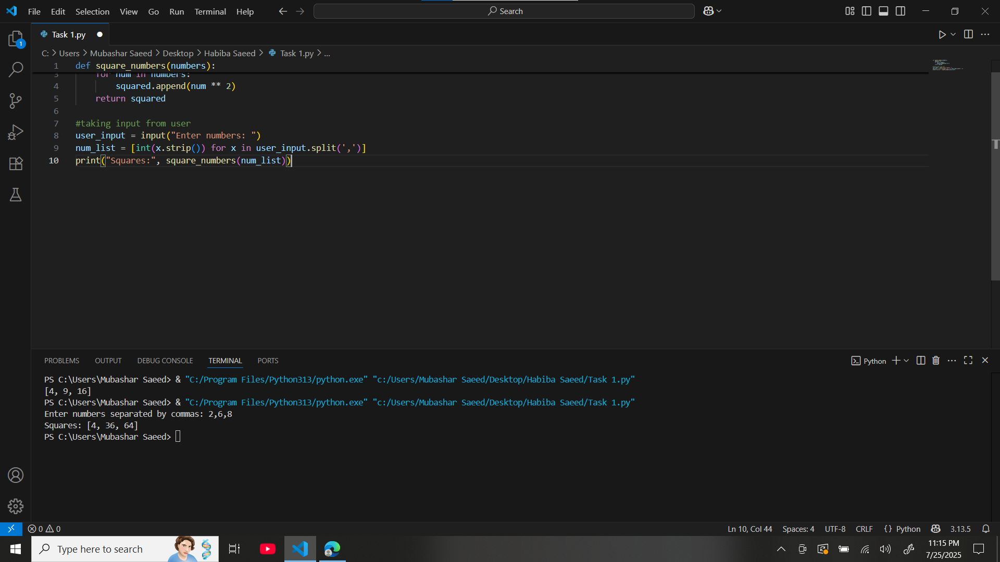 File Edit Selection View Go Run Terminal Help Search
Task 1.py
1
C: > Users > Mubashar Saeed > Desktop > Habiba Saeed > Task 1.py > ...
1 def square_numbers(numbers):
3 for num in numbers:
4 squared.append(num ** 2)
5 return squared
6
7 #taking input from user
8 user_input = input("Enter numbers: ")
9 num_list = [int(x.strip()) for x in user_input.split(',')]
10 print("Squares:", square_numbers(num_list))
PROBLEMS OUTPUT DEBUG CONSOLE TERMINAL PORTS Python
PS C:\Users\Mubashar Saeed> & "C:/Program Files/Python313/python.exe" "c:/Users/Mubashar Saeed/Desktop/Habiba Saeed/Task 1.py"
[4, 9, 16]
PS C:\Users\Mubashar Saeed> & "C:/Program Files/Python313/python.exe" "c:/Users/Mubashar Saeed/Desktop/Habiba Saeed/Task 1.py"
Enter numbers separated by commas: 2,6,8
Squares: [4, 36, 64]
PS C:\Users\Mubashar Saeed>
0 0 Ln 10, Col 44 Spaces: 4 UTF-8 CRLF {} Python 3.13.5
Type here to search
11:15 PM
7/25/2025